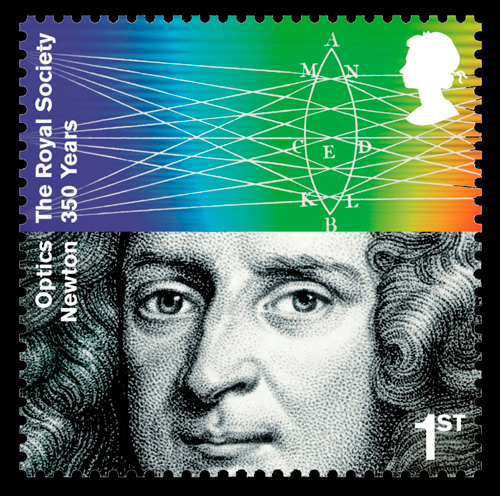 The Royal Society
350 Years
Optics
Newton
A
M N
C E D
K L
B
1ST